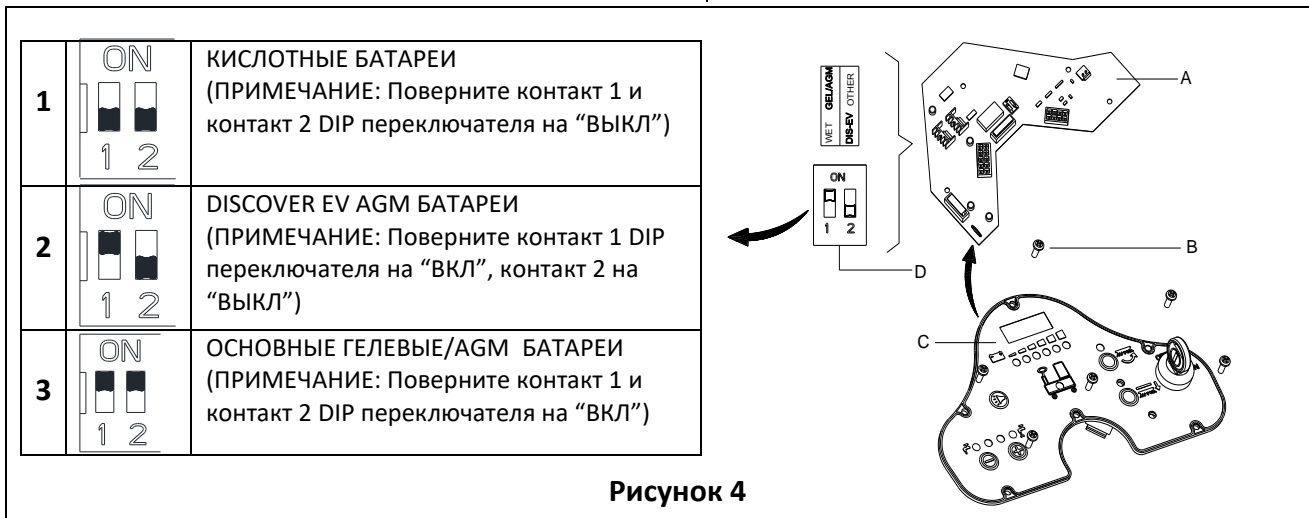 1
ON
1 2
КИСЛОТНЫЕ БАТАРЕИ
(ПРИМЕЧАНИЕ: Поверните контакт 1 и
контакт 2 DIP переключателя на “ВЫКЛ”)
2
ON
1 2
DISCOVER EV AGM БАТАРЕИ
(ПРИМЕЧАНИЕ: Поверните контакт 1 DIP
переключателя на “ВКЛ”, контакт 2 на
“ВЫКЛ”)
3
ON
1 2
ОСНОВНЫЕ ГЕЛЕВЫЕ/AGM БАТАРЕИ
(ПРИМЕЧАНИЕ: Поверните контакт 1 и
контакт 2 DIP переключателя на “ВКЛ”)
WET GEL/AGM
DIS-EV OTHER
ON
1 2
A
B
C
D
Рисунок 4